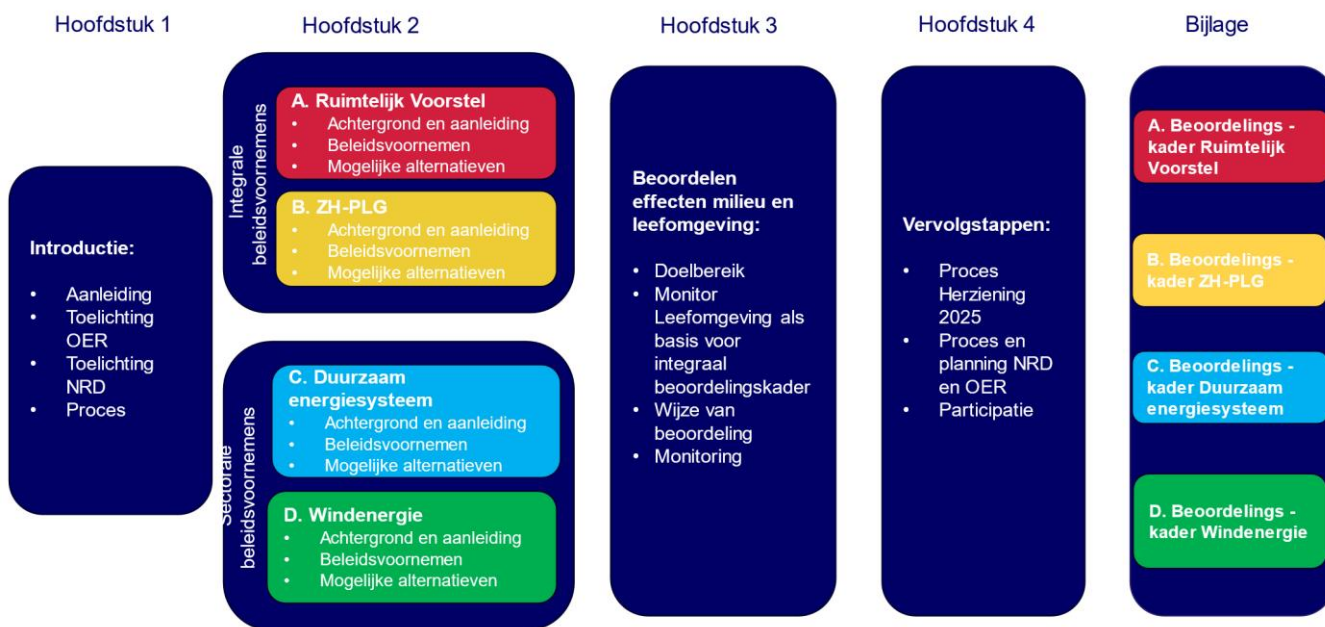 Hoofdstuk 1
Hoofdstuk 2
Hoofdstuk 3
Hoofdstuk 4
Bijlage
Introductie:
• Aanleiding
• Toelichting
OER
• Toelichting
NRD
• Proces
Integrale
beleidsvoornemens
A. Ruimtelijk Voorstel
• Achtergrond en aanleiding
• Beleidsvoornemen
• Mogelijke alternatieven
B. ZH-PLG
• Achtergrond en aanleiding
• Beleidsvoornemen
• Mogelijke alternatieven
Sectorale
beleidsvoornemens
C. Duurzaam
energiesysteem
• Achtergrond en aanleiding
• Beleidsvoornemen
• Mogelijke alternatieven
D. Windenergie
• Achtergrond en aanleiding
• Beleidsvoornemen
• Mogelijke alternatieven
Beoordelen
effecten milieu en
leefomgeving:
• Doelbereik
• Monitor
Leefomgeving als
basis voor
integraal
beoordelingskader
• Wijze van
beoordeling
• Monitoring
Vervolgstappen:
• Proces
Herziening
2025
• Proces en
planning NRD
en OER
• Participatie
A. Beoordelings -
kader Ruimtelijk
Voorstel
B. Beoordelings -
kader ZH-PLG
C. Beoordelings -
kader Duurzaam
energiesysteem
D. Beoordelings -
kader Windenergie